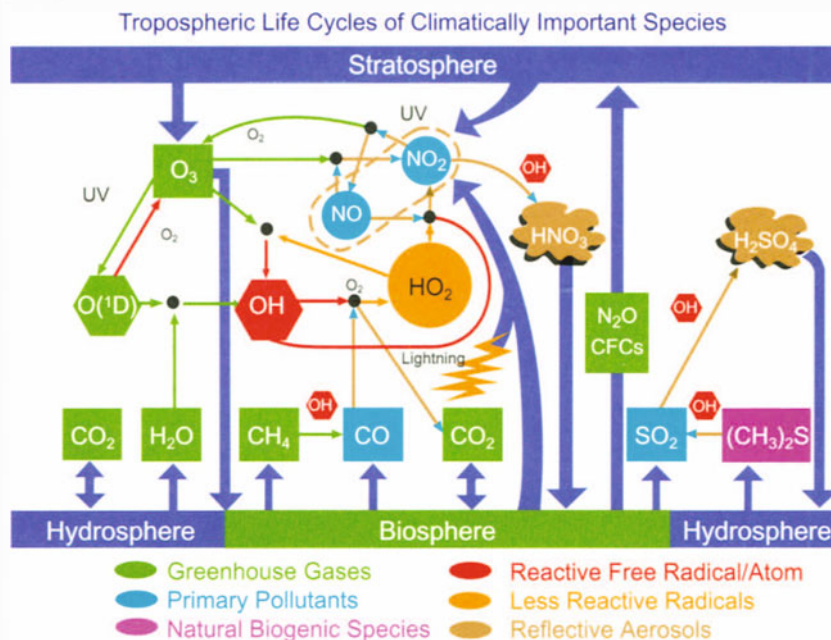 Tropospheric Life Cycles of Climatically Important Species
Stratosphere
UV
O₂
O₃
NO₂
OH
UV
NO
O₂
HNO₃
H₂SO₄
O(¹D)
OH
O₂
HO₂
N₂O
CFCs
OH
Lightning
OH
OH
CO₂
H₂O
CH₄
CO
CO₂
SO₂
(CH₃)₂S
Hydrosphere
Biosphere
Hydrosphere
Greenhouse Gases
Reactive Free Radical/Atom
Primary Pollutants
Less Reactive Radicals
Natural Biogenic Species
Reflective Aerosols